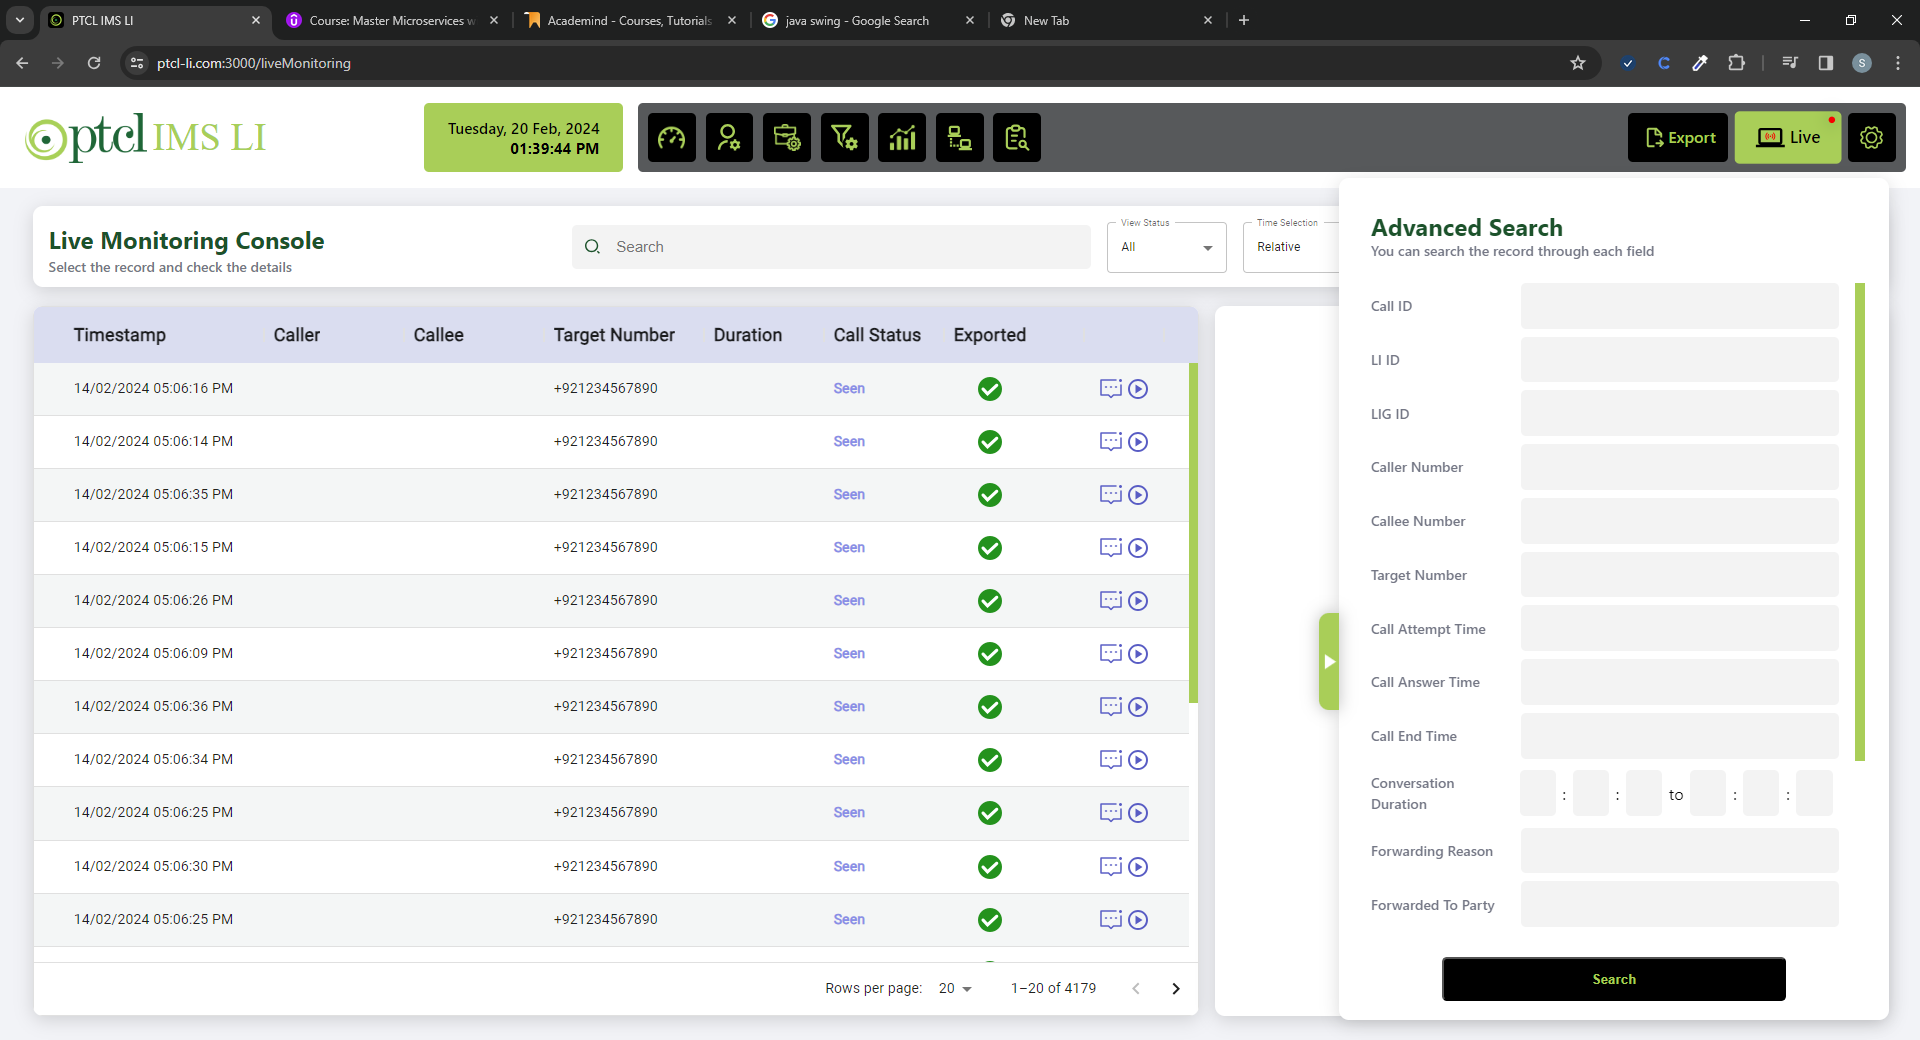 PTCL IMS LI
Course: Master Microservices w
Academind - Courses, Tutorials
java swing - Google Search
New Tab
ptcl-li.com:3000/liveMonitoring
C
S
ptcl IMS LI
Tuesday, 20 Feb, 2024
01:39:44 PM
Export
Live
Live Monitoring Console
Select the record and check the details
Search
View Status
All
Time Selection
Relative
Timestamp Caller Callee Target Number Duration Call Status Exported
14/02/2024 05:06:16 PM +921234567890 Seen
14/02/2024 05:06:14 PM +921234567890 Seen
14/02/2024 05:06:35 PM +921234567890 Seen
14/02/2024 05:06:15 PM +921234567890 Seen
14/02/2024 05:06:26 PM +921234567890 Seen
14/02/2024 05:06:09 PM +921234567890 Seen
14/02/2024 05:06:36 PM +921234567890 Seen
14/02/2024 05:06:34 PM +921234567890 Seen
14/02/2024 05:06:25 PM +921234567890 Seen
14/02/2024 05:06:30 PM +921234567890 Seen
14/02/2024 05:06:25 PM +921234567890 Seen
Rows per page: 20 1–20 of 4179
Advanced Search
You can search the record through each field
Call ID
LI ID
LIG ID
Caller Number
Callee Number
Target Number
Call Attempt Time
Call Answer Time
Call End Time
Conversation
Duration
: : to : :
Forwarding Reason
Forwarded To Party
Search